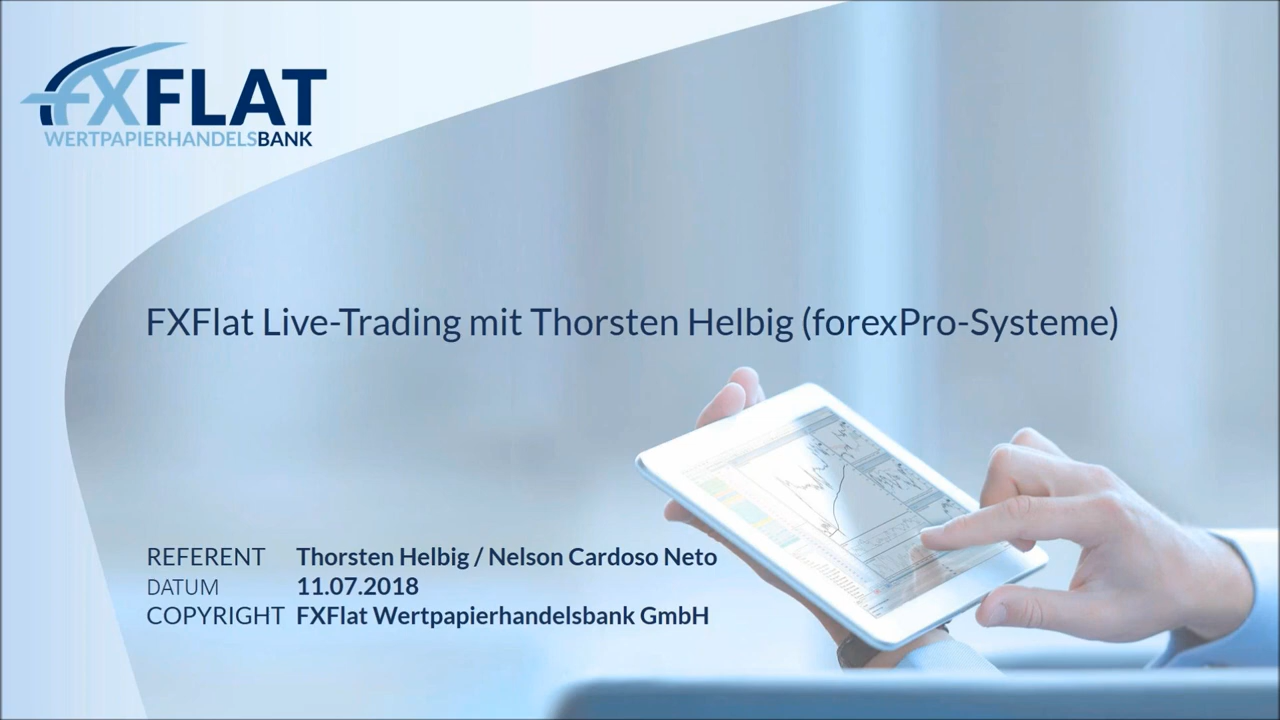 FXFLAT
WERTPAPIERHANDELSBANK
FXFlat Live-Trading mit Thorsten Helbig (forexPro-Systeme)
REFERENT Thorsten Helbig / Nelson Cardoso Neto
DATUM 11.07.2018
COPYRIGHT FXFlat Wertpapierhandelsbank GmbH